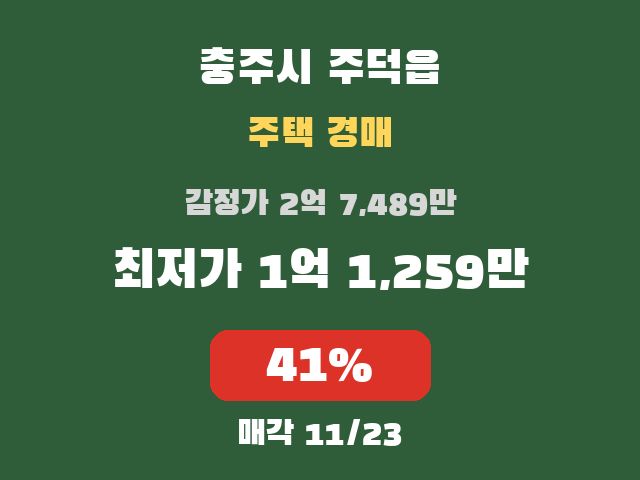 충주시 주덕읍
주택 경매
감정가 2억 7,489만
최저가 1억 1,259만
41%
매각 11/23